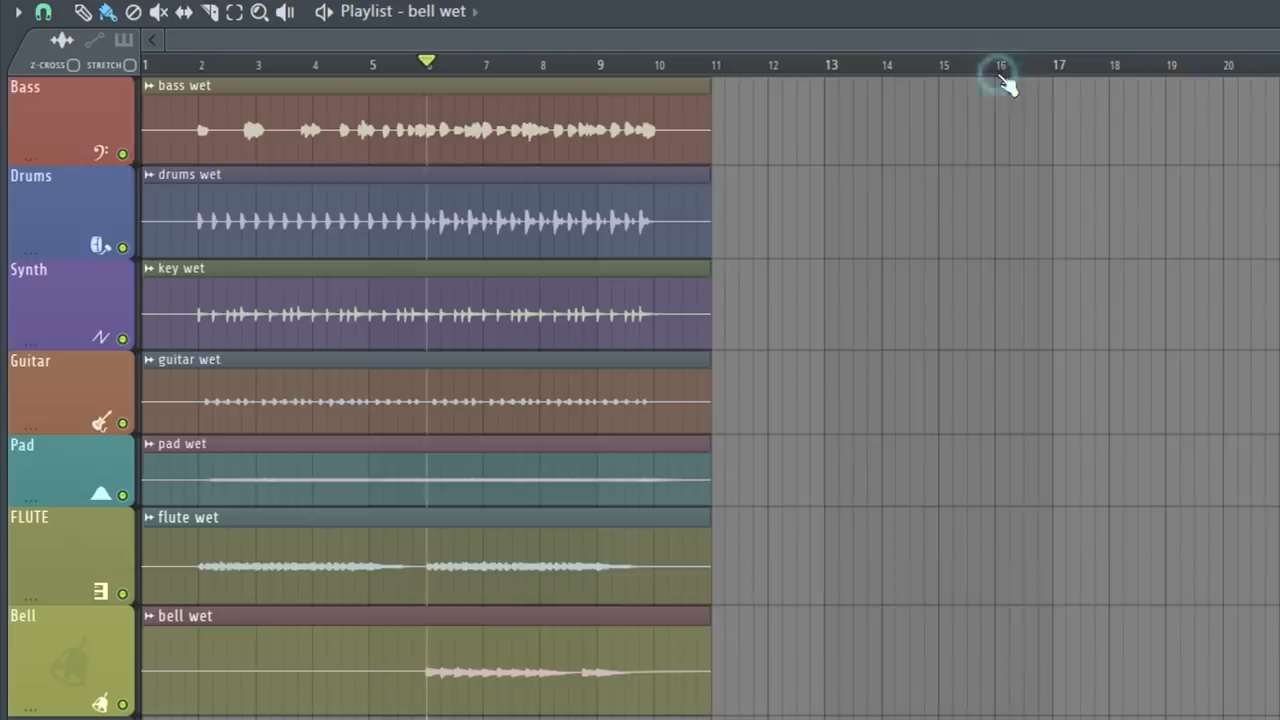 Playlist - bell wet
Z-CROSS STRETCH 1 2 3 4 5 6 7 8 9 10 11 12 13 14 15 16 17 18 19 20
Bass
bass wet
Drums
drums wet
Synth
key wet
Guitar
guitar wet
Pad
pad wet
FLUTE
flute wet
Bell
bell wet